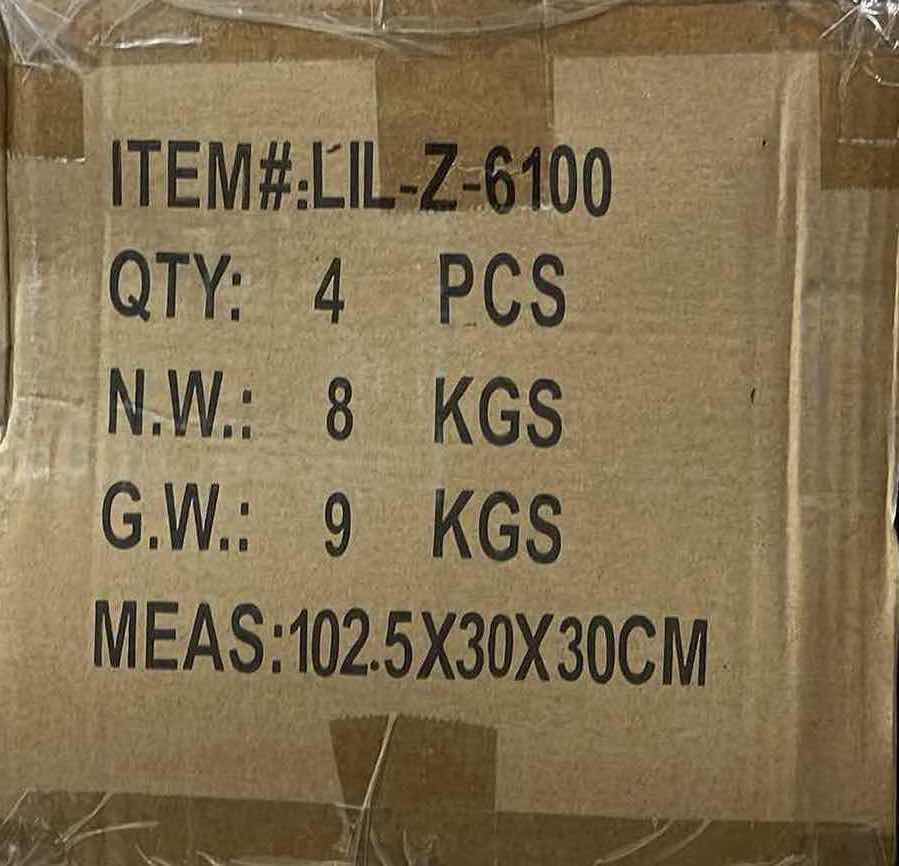 ITEM#:LIL-Z-6100
QTY: 4 PCS
N.W.: 8 KGS
G.W.: 9 KGS
MEAS:102.5X30X30CM